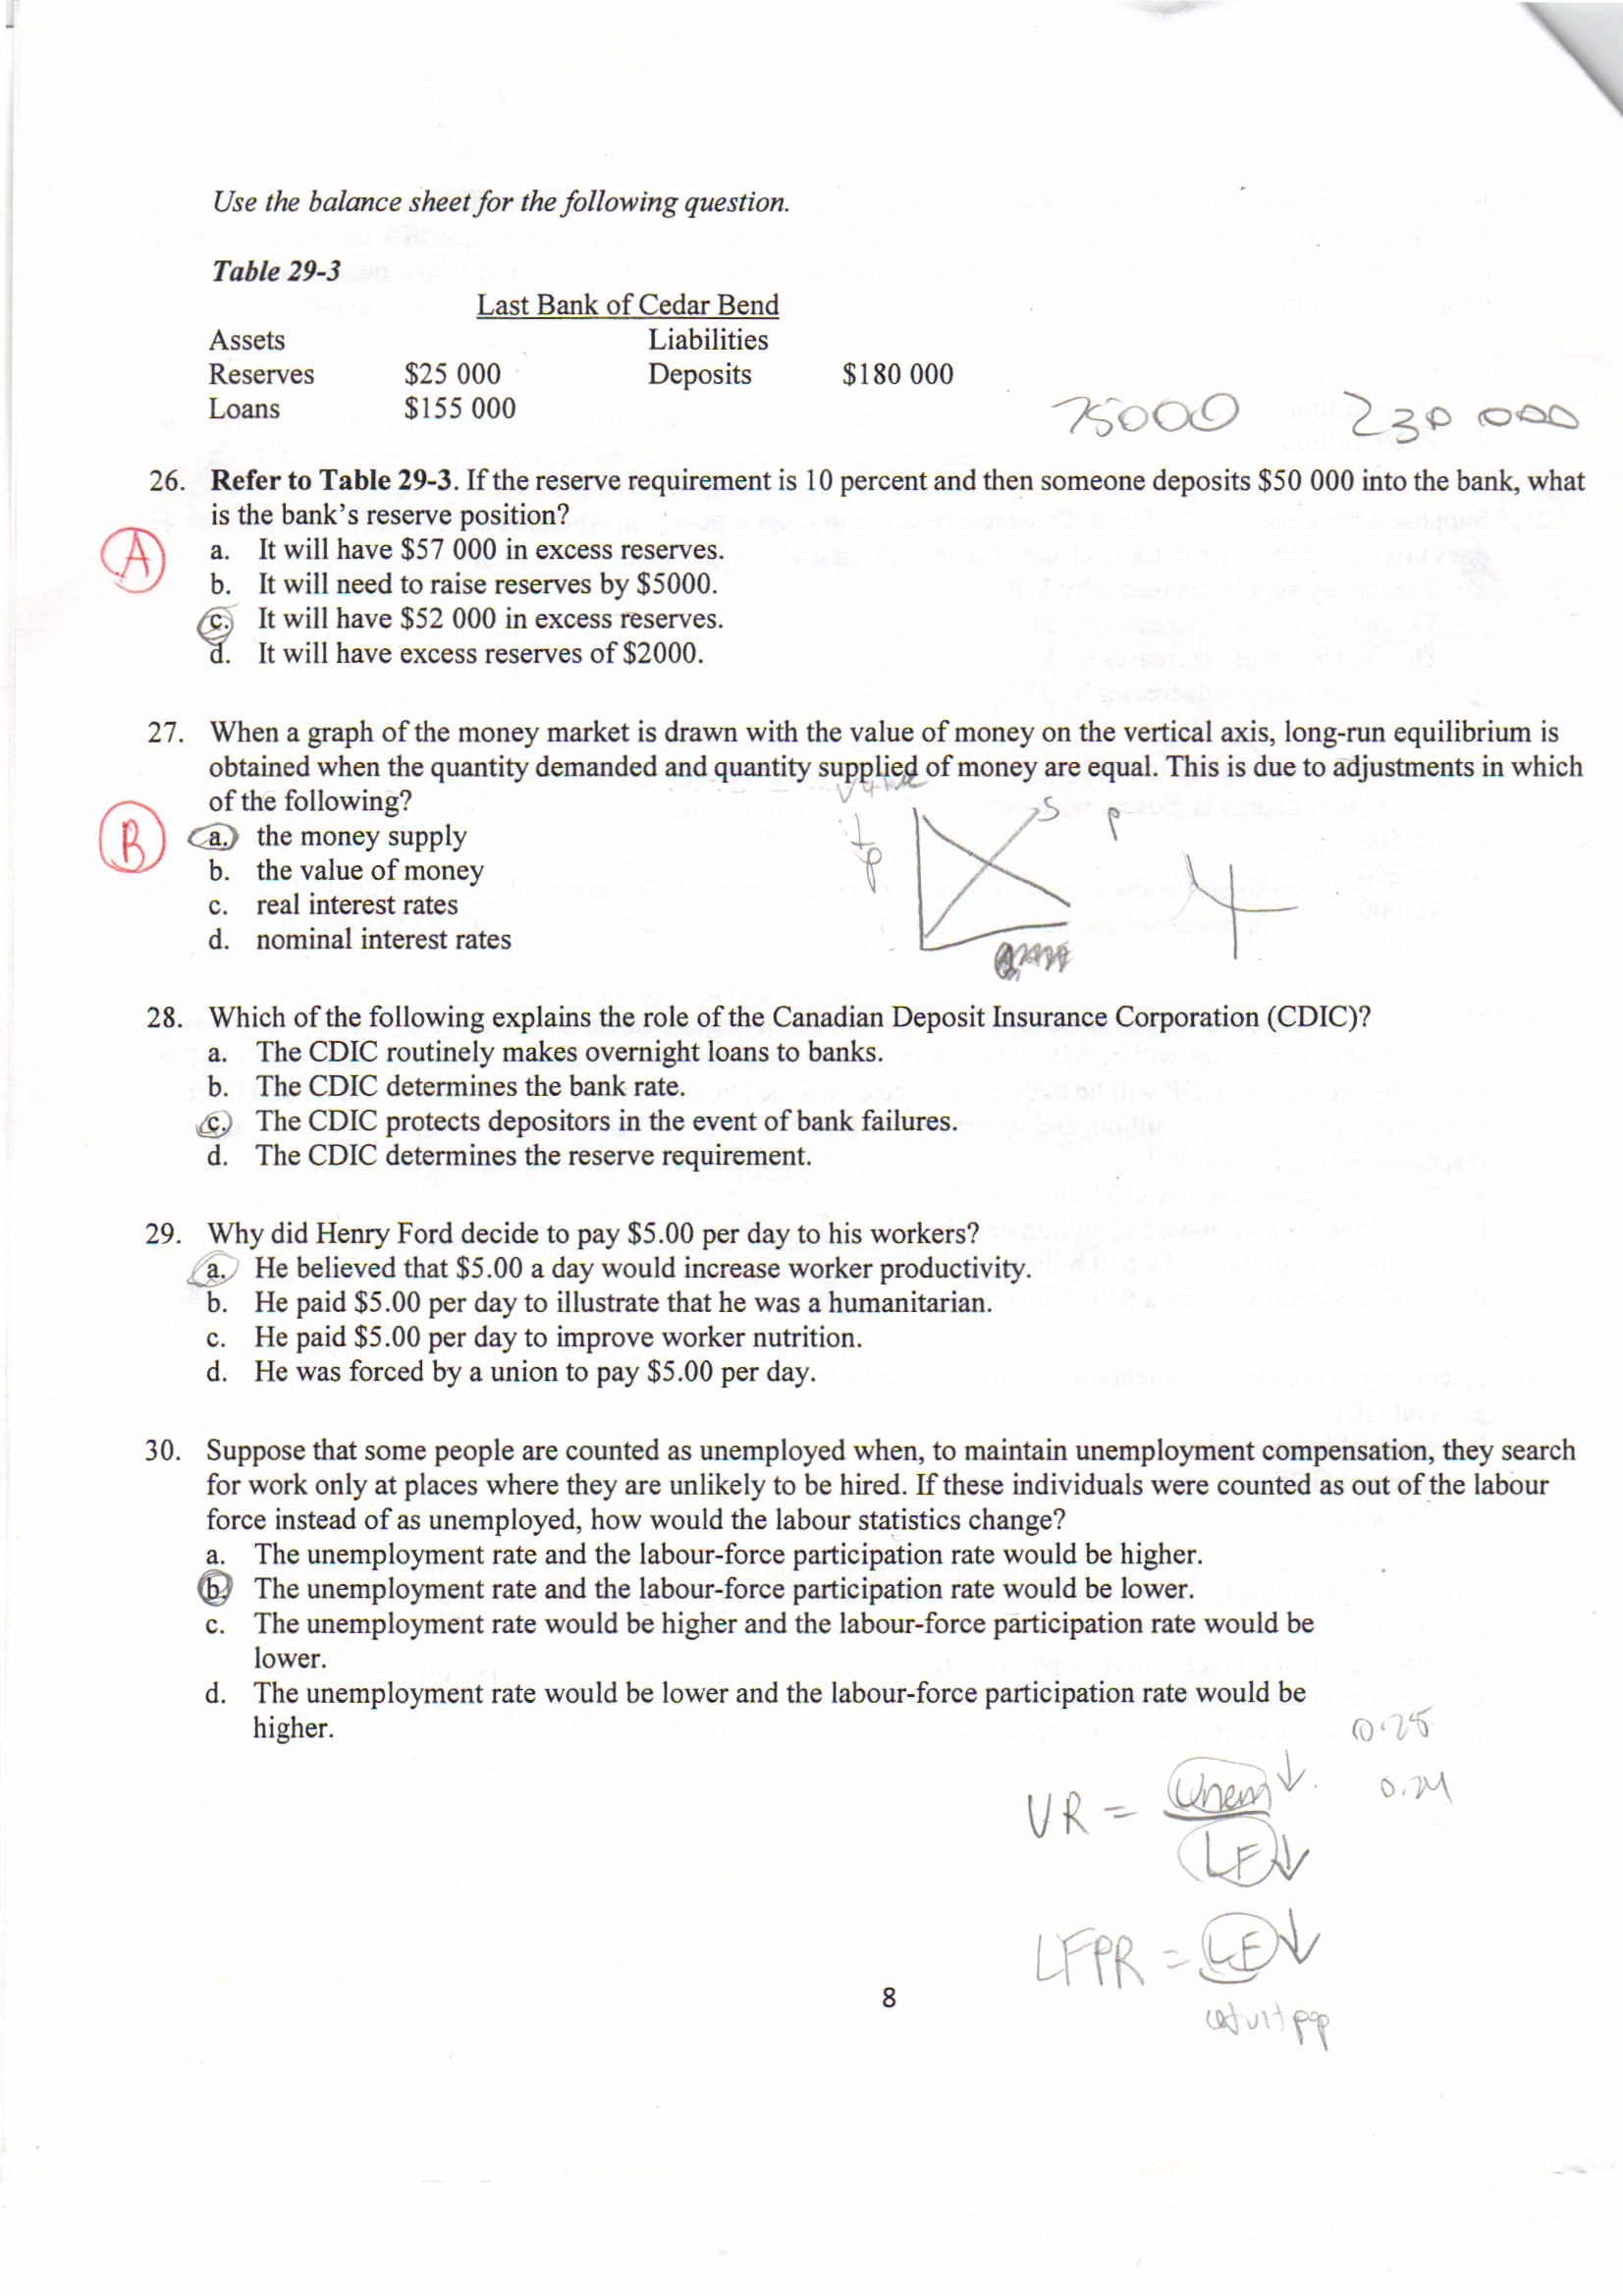 Use the balance sheet for the following question.
Table 29-3
Last Bank of Cedar Bend
Assets Liabilities
Reserves $25 000 Deposits $180 000
Loans $155 000
75000 230 000
26. Refer to Table 29-3. If the reserve requirement is 10 percent and then someone deposits $50 000 into the bank, what
is the bank's reserve position?
A
a. It will have $57 000 in excess reserves.
b. It will need to raise reserves by $5000.
c. It will have $52 000 in excess reserves.
d. It will have excess reserves of $2000.
27. When a graph of the money market is drawn with the value of money on the vertical axis, long-run equilibrium is
obtained when the quantity demanded and quantity supplied of money are equal. This is due to adjustments in which
of the following?
Value
S P
B
a. the money supply
b. the value of money
c. real interest rates
d. nominal interest rates
28. Which of the following explains the role of the Canadian Deposit Insurance Corporation (CDIC)?
a. The CDIC routinely makes overnight loans to banks.
b. The CDIC determines the bank rate.
c. The CDIC protects depositors in the event of bank failures.
d. The CDIC determines the reserve requirement.
29. Why did Henry Ford decide to pay $5.00 per day to his workers?
a. He believed that $5.00 a day would increase worker productivity.
b. He paid $5.00 per day to illustrate that he was a humanitarian.
c. He paid $5.00 per day to improve worker nutrition.
d. He was forced by a union to pay $5.00 per day.
30. Suppose that some people are counted as unemployed when, to maintain unemployment compensation, they search
for work only at places where they are unlikely to be hired. If these individuals were counted as out of the labour
force instead of as unemployed, how would the labour statistics change?
a. The unemployment rate and the labour-force participation rate would be higher.
b. The unemployment rate and the labour-force participation rate would be lower.
c. The unemployment rate would be higher and the labour-force participation rate would be
lower.
d. The unemployment rate would be lower and the labour-force participation rate would be
higher.
0.25
0.24
UR = Unem ↓
LF ↓
LFPR = LF ↓
adult pop
8